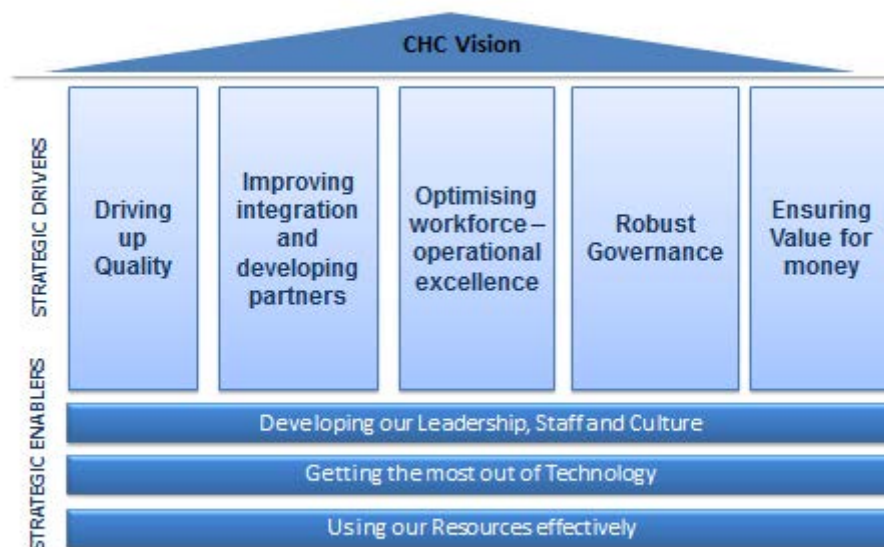 CHC Vision
STRATEGIC DRIVERS
Driving
up
Quality
Improving
integration
and
developing
partners
Optimising
workforce –
operational
excellence
Robust
Governance
Ensuring
Value for
money
STRATEGIC ENABLERS
Developing our Leadership, Staff and Culture
Getting the most out of Technology
Using our Resources effectively